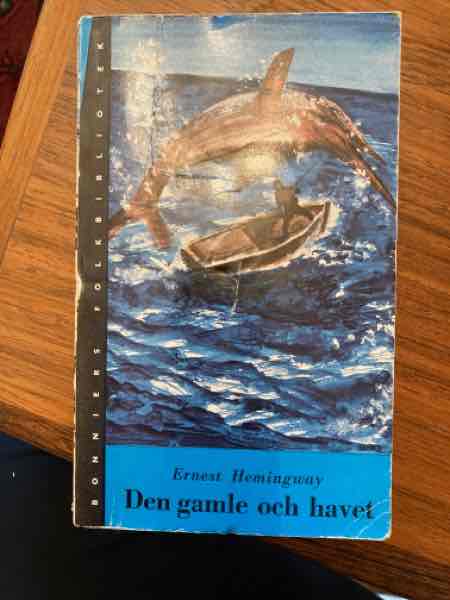 BONNIERS FOLKBIBLIOTEK
Ernest Hemingway
Den gamle och havet